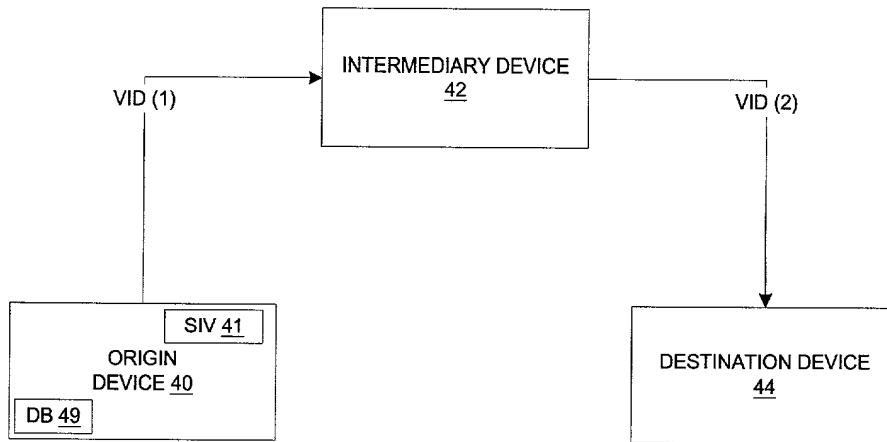 INTERMEDIARY DEVICE
42
VID (1)
VID (2)
SIV 41
ORIGIN
DEVICE 40
DB 49
DESTINATION DEVICE
44